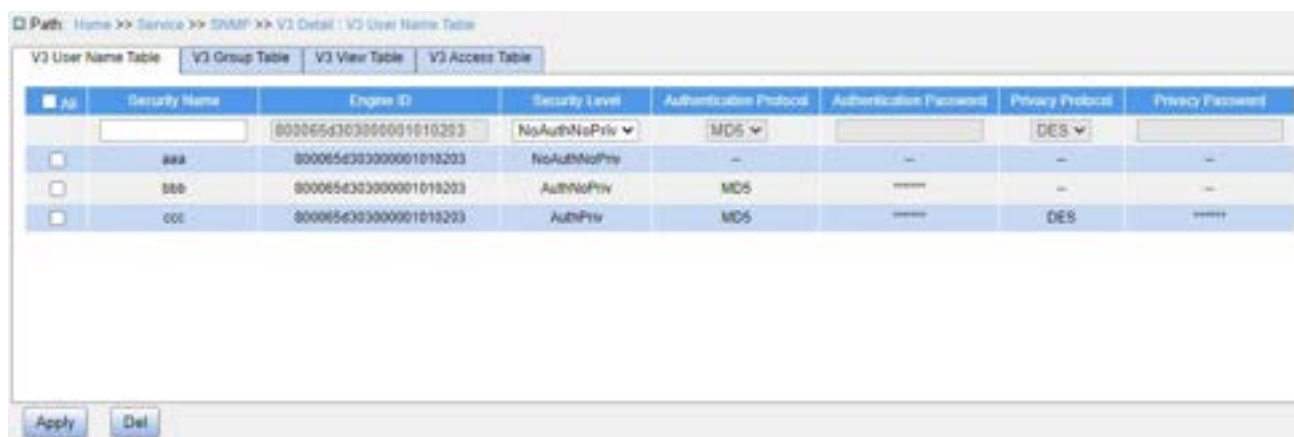 Path: Home >> Service >> SNMP >> V3 Detail : V3 User Name Table
V3 User Name Table V3 Group Table V3 View Table V3 Access Table
All Security Name Engine ID Security Level Authentication Protocol Authentication Password Privacy Protocol Privacy Password
800065d303000001010203 NoAuthNoPriv MD5 DES
aaa 800065d303000001010203 NoAuthNoPriv -- -- -- --
bbb 800065d303000001010203 AuthNoPriv MD5 ****** -- --
ccc 800065d303000001010203 AuthPriv MD5 ****** DES ******
Apply Del